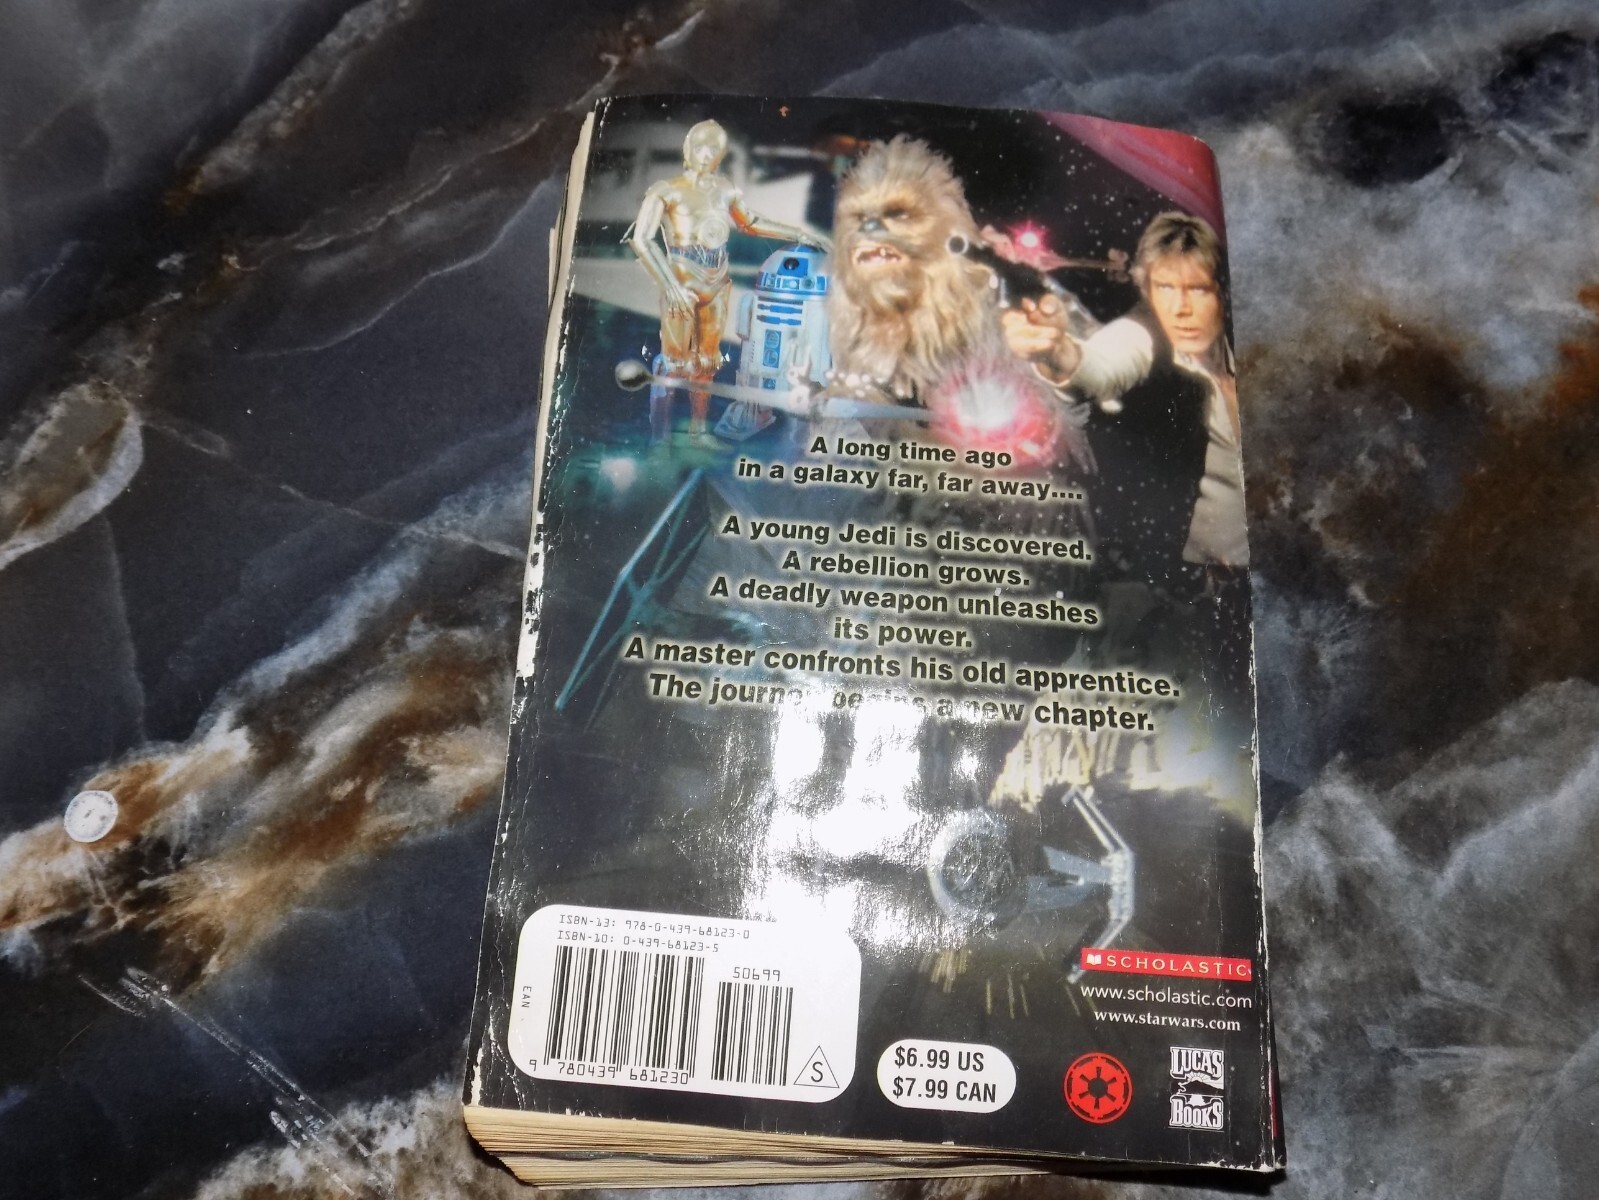 A long time ago
in a galaxy far, far away....
A young Jedi is discovered.
A rebellion grows.
A deadly weapon unleashes
its power.
A master confronts his old apprentice.
The journey begins a new chapter.
ISBN-13: 978-0-439-68123-0
ISBN-10: 0-439-68123-5
50699
EAN
9 780439 681230
S
$6.99 US
$7.99 CAN
SCHOLASTIC
www.scholastic.com
www.starwars.com
LUCAS
BOOKS